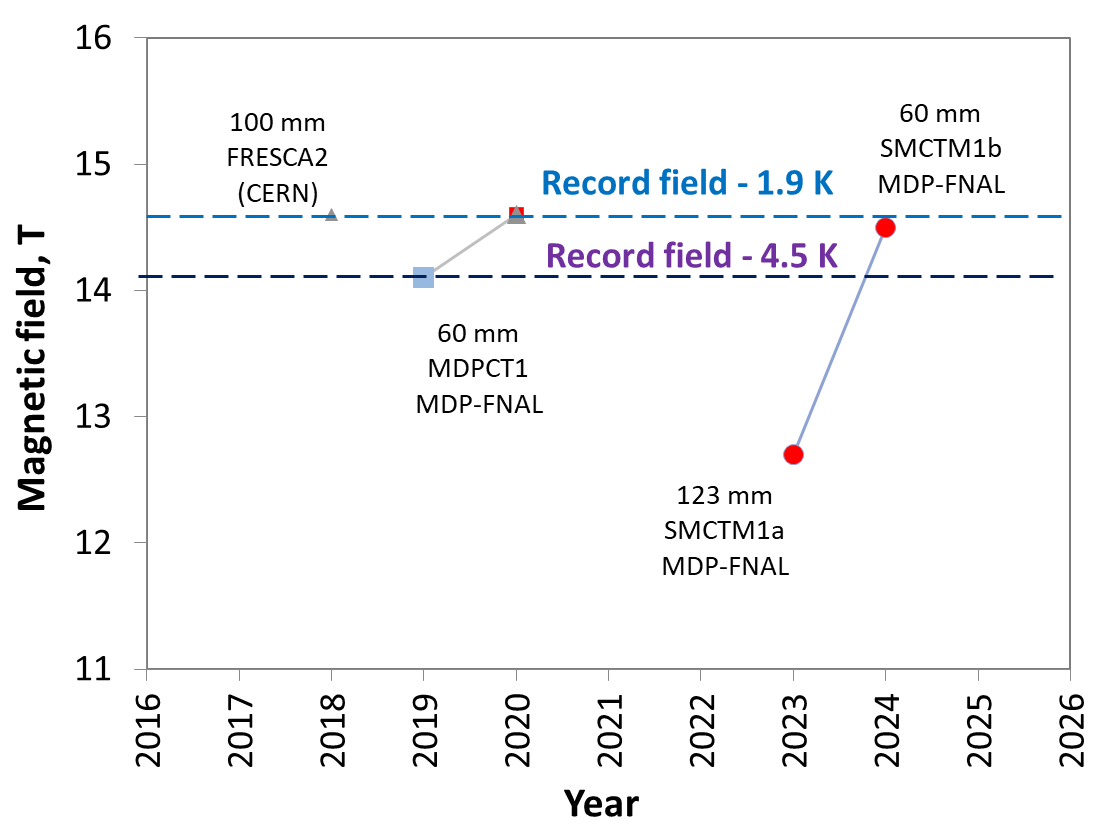 16
15
14
13
12
11
Magnetic field, T
100 mm
FRESCA2
(CERN)
Record field - 1.9 K
60 mm
SMCTM1b
MDP-FNAL
Record field - 4.5 K
60 mm
MDPCT1
MDP-FNAL
123 mm
SMCTM1a
MDP-FNAL
2016
2017
2018
2019
2020
2021
2022
2023
2024
2025
2026
Year